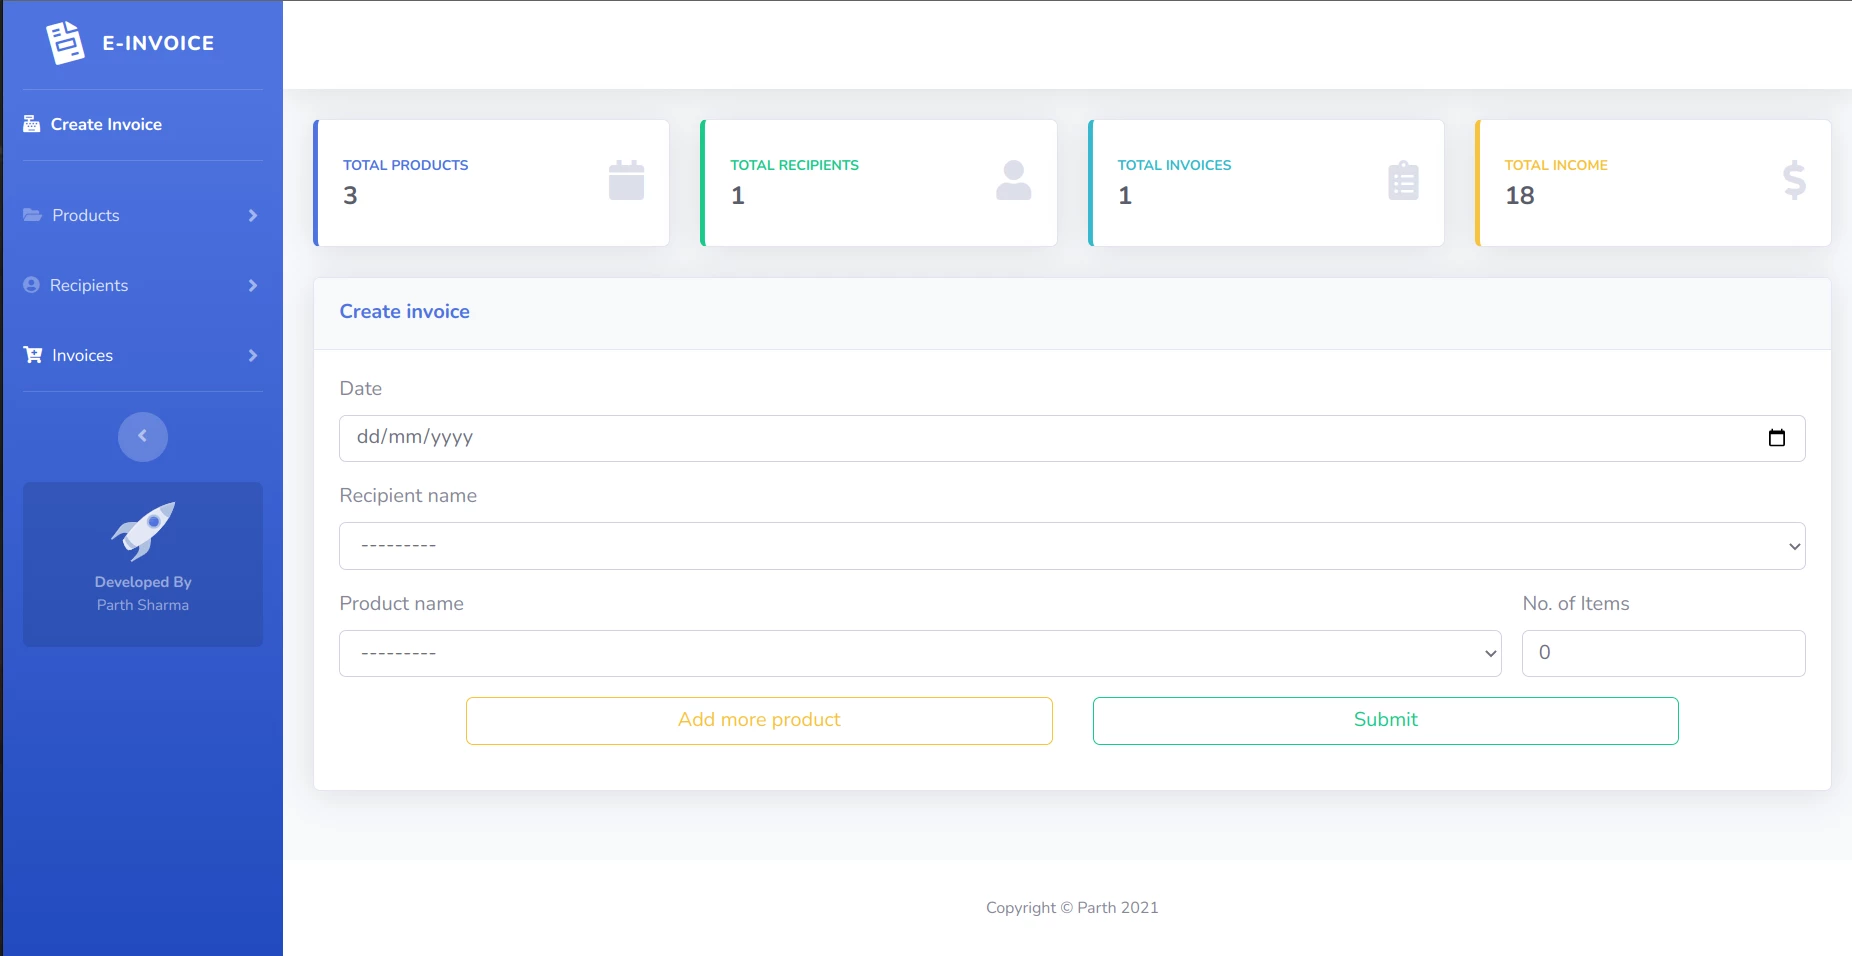 E-INVOICE
Create Invoice
Products
Recipients
Invoices
Developed By
Parth Sharma
TOTAL PRODUCTS
3
TOTAL RECIPIENTS
1
TOTAL INVOICES
1
TOTAL INCOME
18
$
Create invoice
Date
dd/mm/yyyy
Recipient name
---------
Product name
---------
No. of Items
0
Add more product
Submit
Copyright © Parth 2021